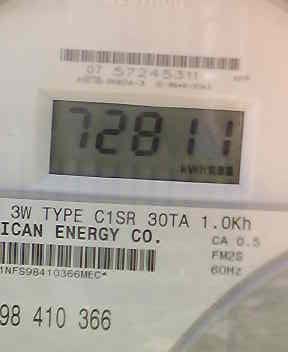 07 57245311
72811
kWh
3W TYPE C1SR 30TA 1.0Kh
ICAN ENERGY CO.
CA 0.5
FM2S
60Hz
1NFS98410366MEC*
98 410 366